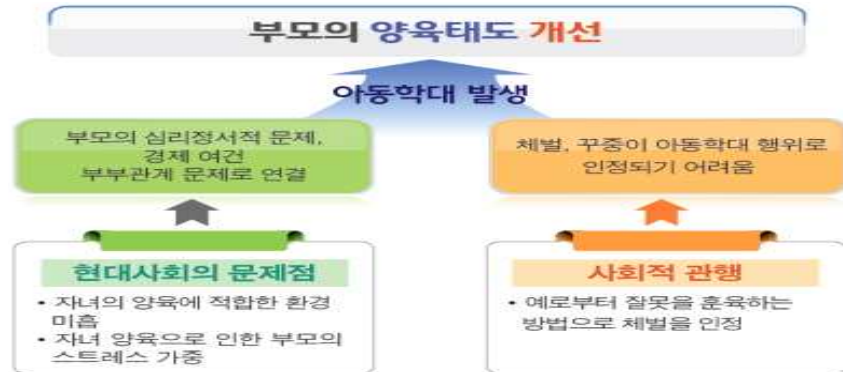 부모의 양육태도 개선
아동학대 발생
부모의 심리정서적 문제,
경제 여건
부부관계 문제로 연결
체벌, 꾸중이 아동학대 행위로
인정되기 어려움
현대사회의 문제점
• 자녀의 양육에 적합한 환경
미흡
• 자녀 양육으로 인한 부모의
스트레스 가중
사회적 관행
• 예로부터 잘못을 훈육하는
방법으로 체벌을 인정